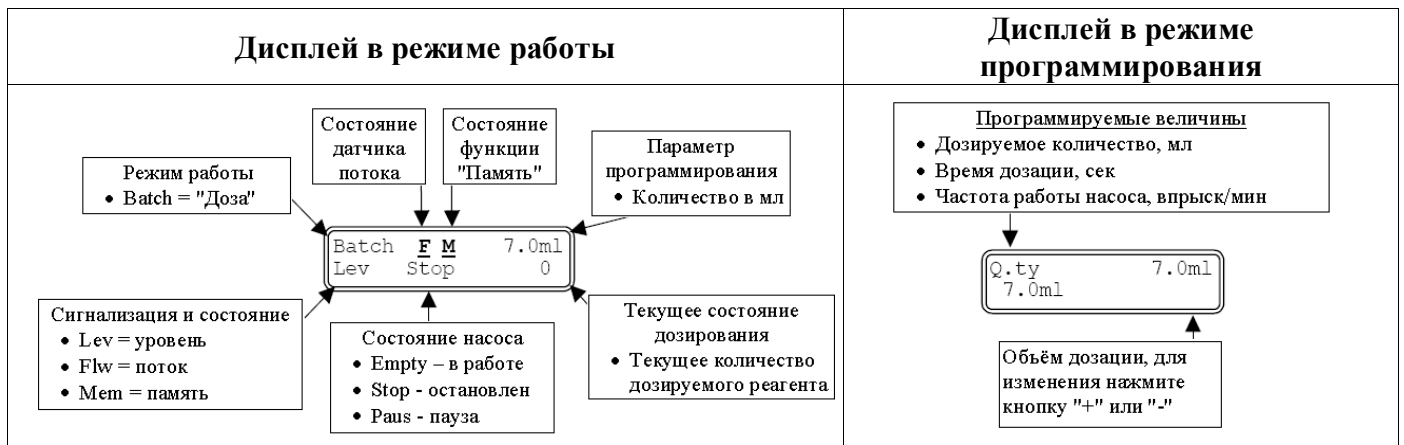 Дисплей в режиме работы
Дисплей в режиме
программирования
Состояние
датчика
потока
Состояние
функции
"Память"
Режим работы
• Batch = "Доза"
Параметр
программирования
• Количество в мл
Batch F M 7.0ml
Lev Stop 0
Сигнализация и состояние
• Lev = уровень
• Flw = поток
• Mem = память
Состояние насоса
• Empty – в работе
• Stop - остановлен
• Paus - пауза
Текущее состояние
дозирования
• Текущее количество
дозируемого реагента
Программируемые величины
• Дозируемое количество, мл
• Время дозации, сек
• Частота работы насоса, впрыск/мин
Q.ty 7.0ml
7.0ml
Обьём дозации, для
изменения нажмите
кнопку "+" или "-"